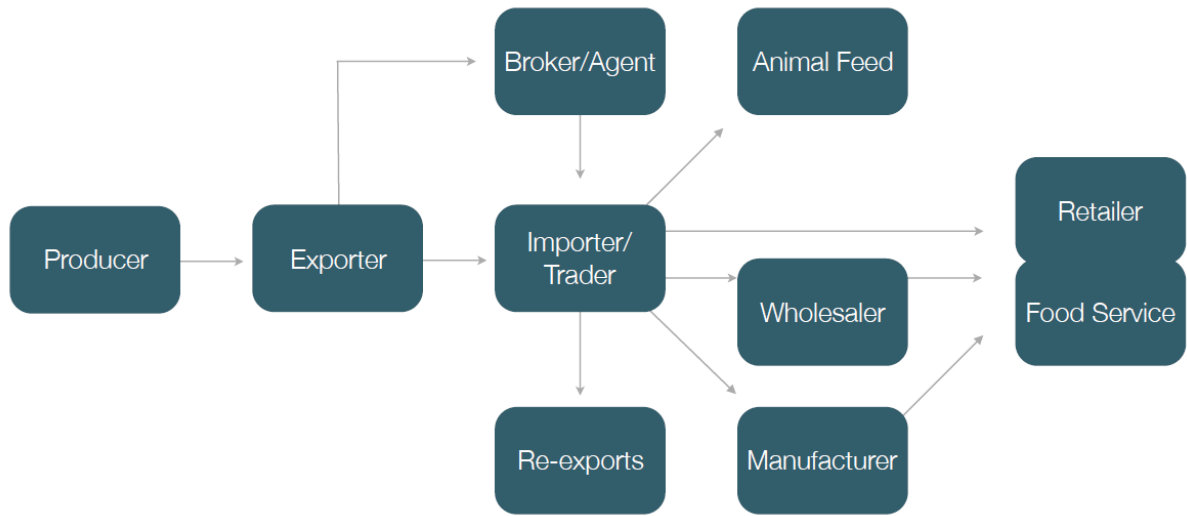 Broker/Agent
Animal Feed
Producer
Exporter
Importer/
Trader
Retailer
Wholesaler
Food Service
Re-exports
Manufacturer